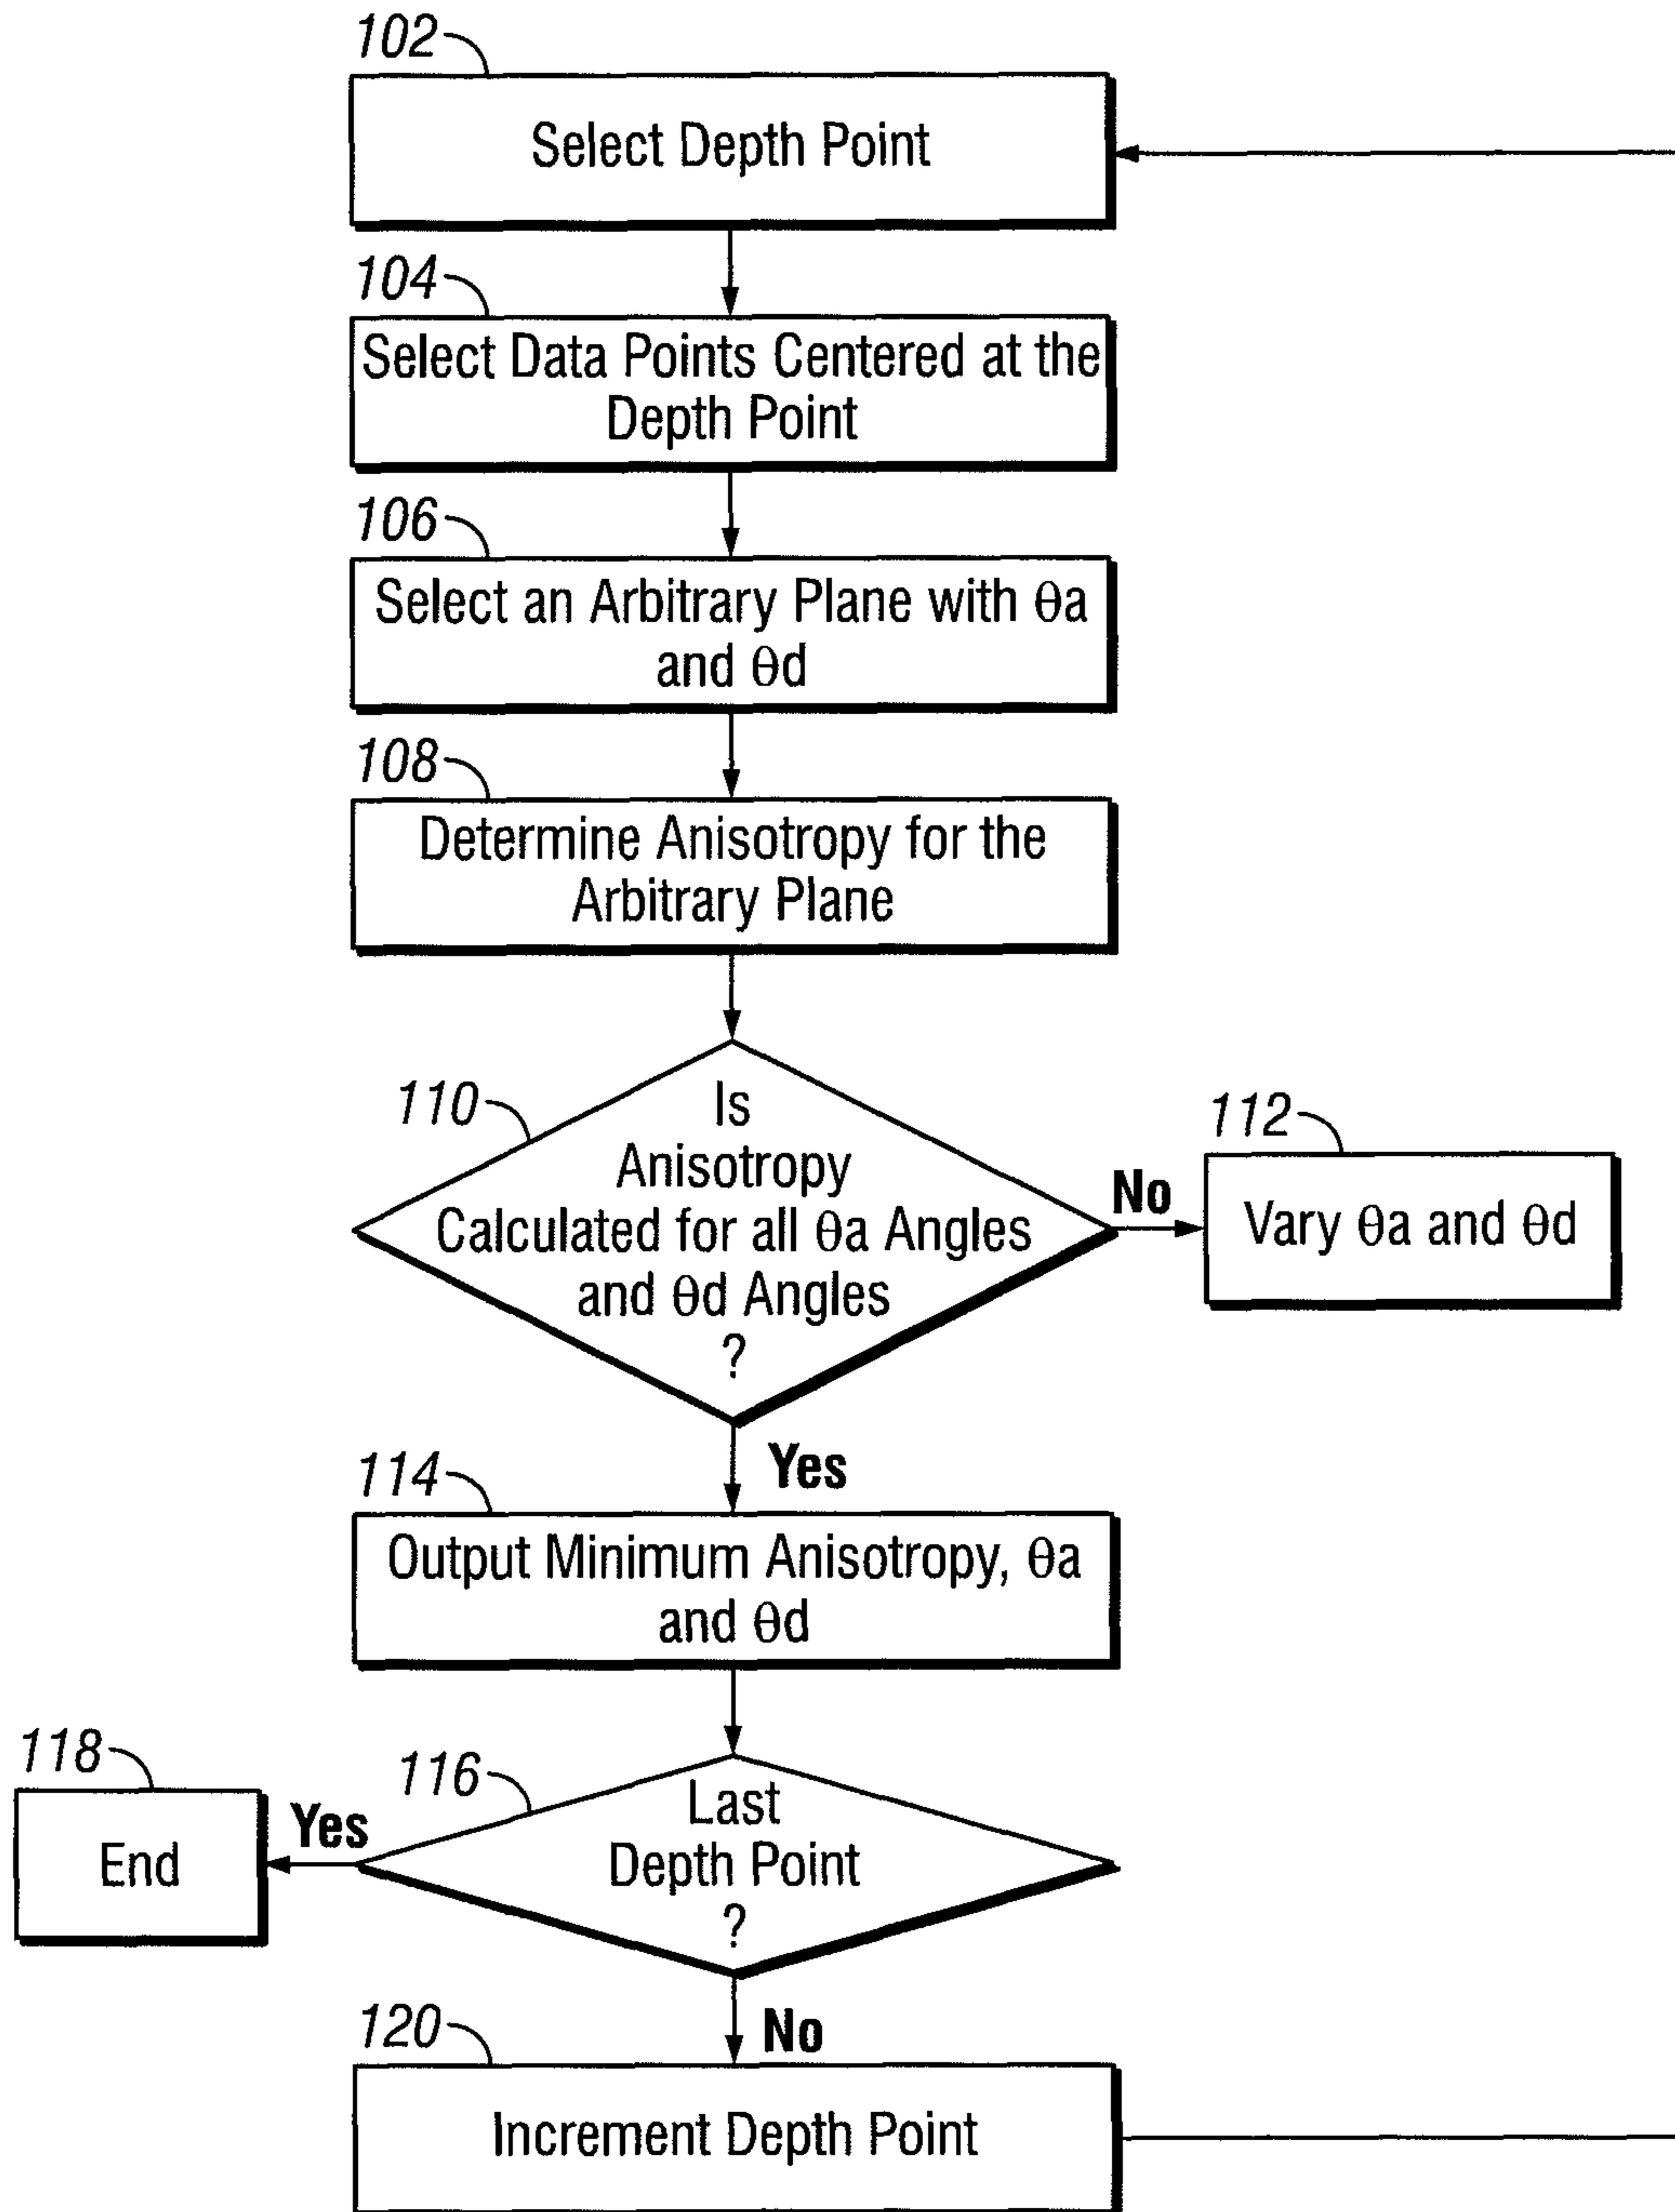 102
Select Depth Point
104
Select Data Points Centered at the
Depth Point
106
Select an Arbitrary Plane with θa
and θd
108
Determine Anisotropy for the
Arbitrary Plane
110
Is
Anisotropy
Calculated for all θa Angles
and θd Angles
?
No
112
Vary θa and θd
Yes
114
Output Minimum Anisotropy, θa
and θd
116
Last
Depth Point
?
Yes
118
End
No
120
Increment Depth Point